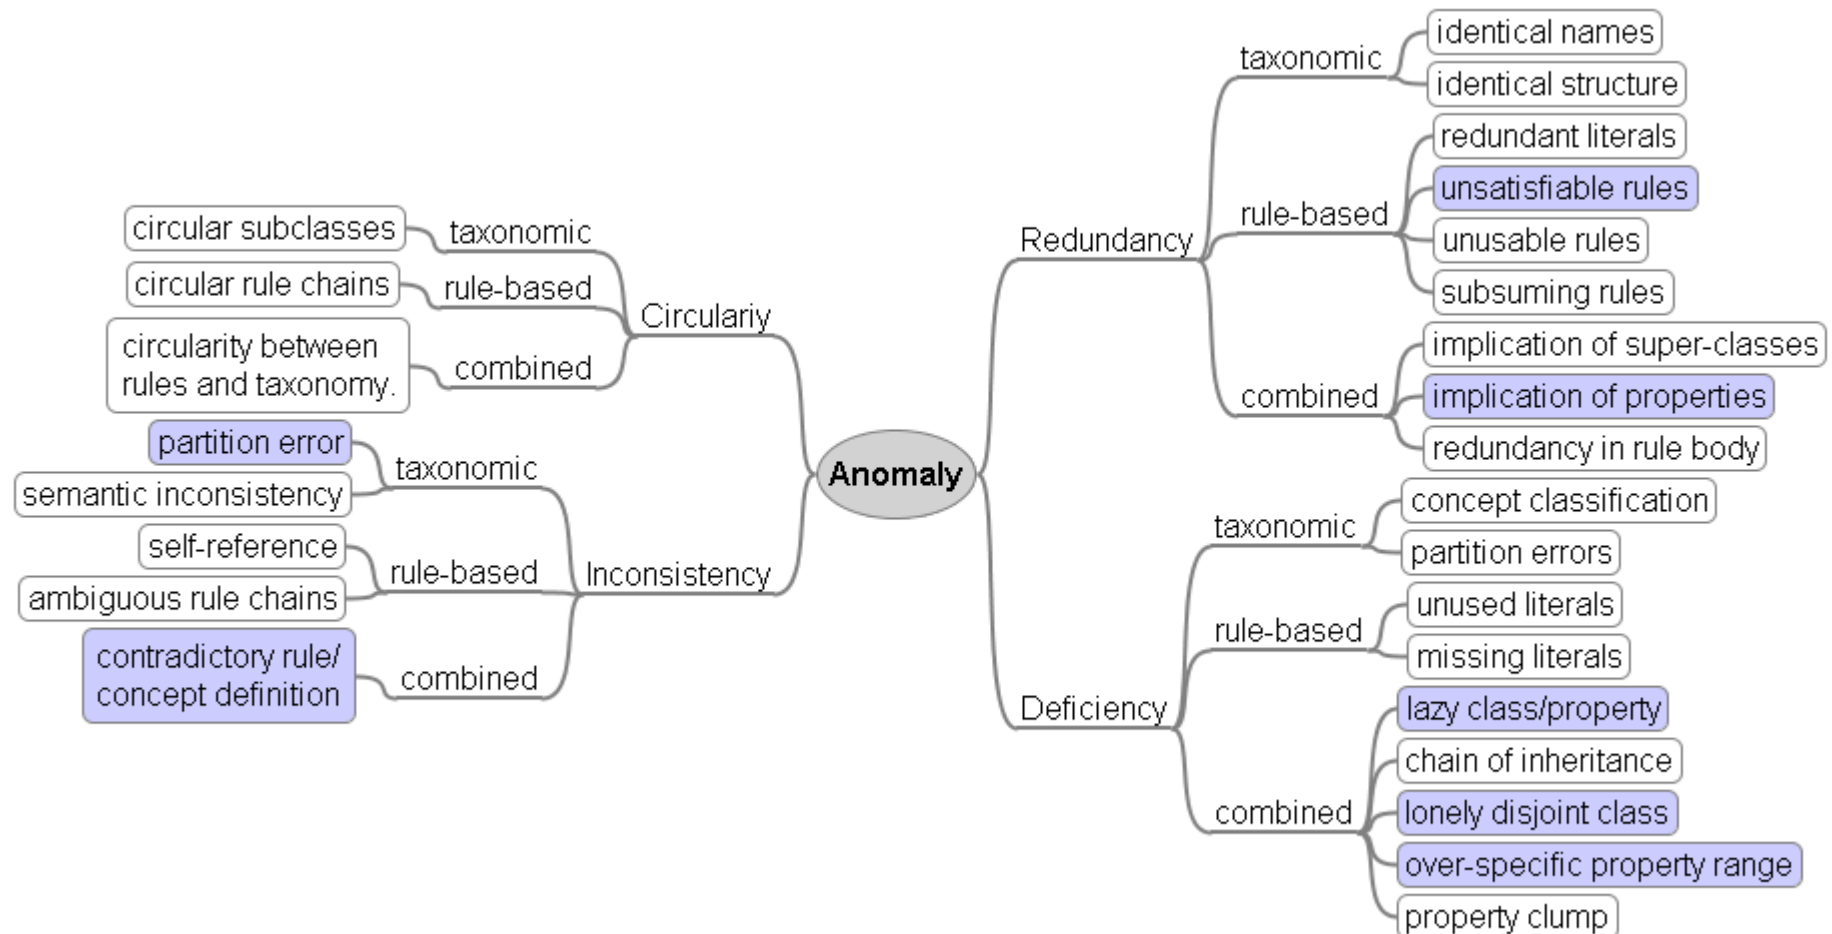 Anomaly
Circulariy
taxonomic
circular subclasses
rule-based
circular rule chains
combined
circularity between
rules and taxonomy.
Inconsistency
taxonomic
partition error
semantic inconsistency
rule-based
self-reference
ambiguous rule chains
combined
contradictory rule/
concept definition
Redundancy
taxonomic
identical names
identical structure
rule-based
redundant literals
unsatisfiable rules
unusable rules
subsuming rules
combined
implication of super-classes
implication of properties
redundancy in rule body
Deficiency
taxonomic
concept classification
partition errors
rule-based
unused literals
missing literals
combined
lazy class/property
chain of inheritance
lonely disjoint class
over-specific property range
property clump